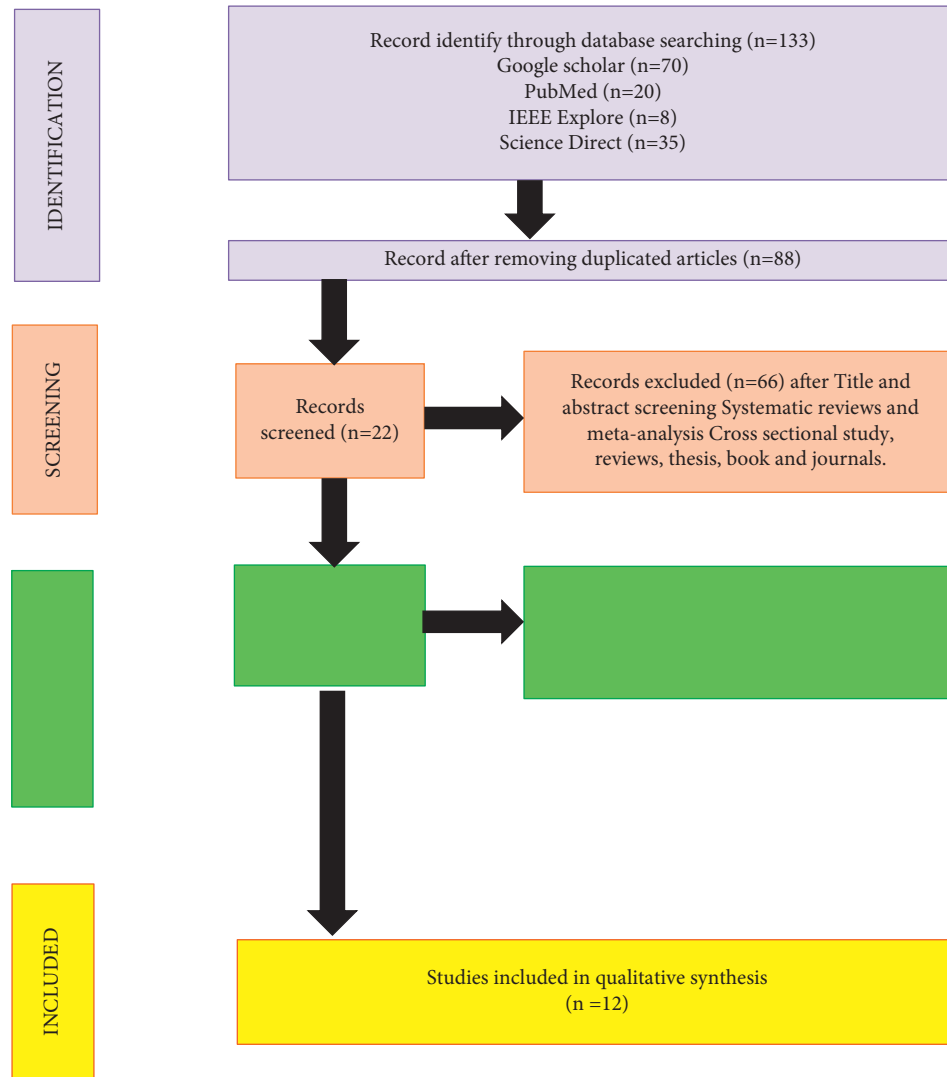 IDENTIFICATION
Record identify through database searching (n=133)
Google scholar (n=70)
PubMed (n=20)
IEEE Explore (n=8)
Science Direct (n=35)
Record after removing duplicated articles (n=88)
SCREENING
Records
screened (n=22)
Records excluded (n=66) after Title and
abstract screening Systematic reviews and
meta-analysis Cross sectional study,
reviews, thesis, book and journals.
INCLUDED
Studies included in qualitative synthesis
(n =12)